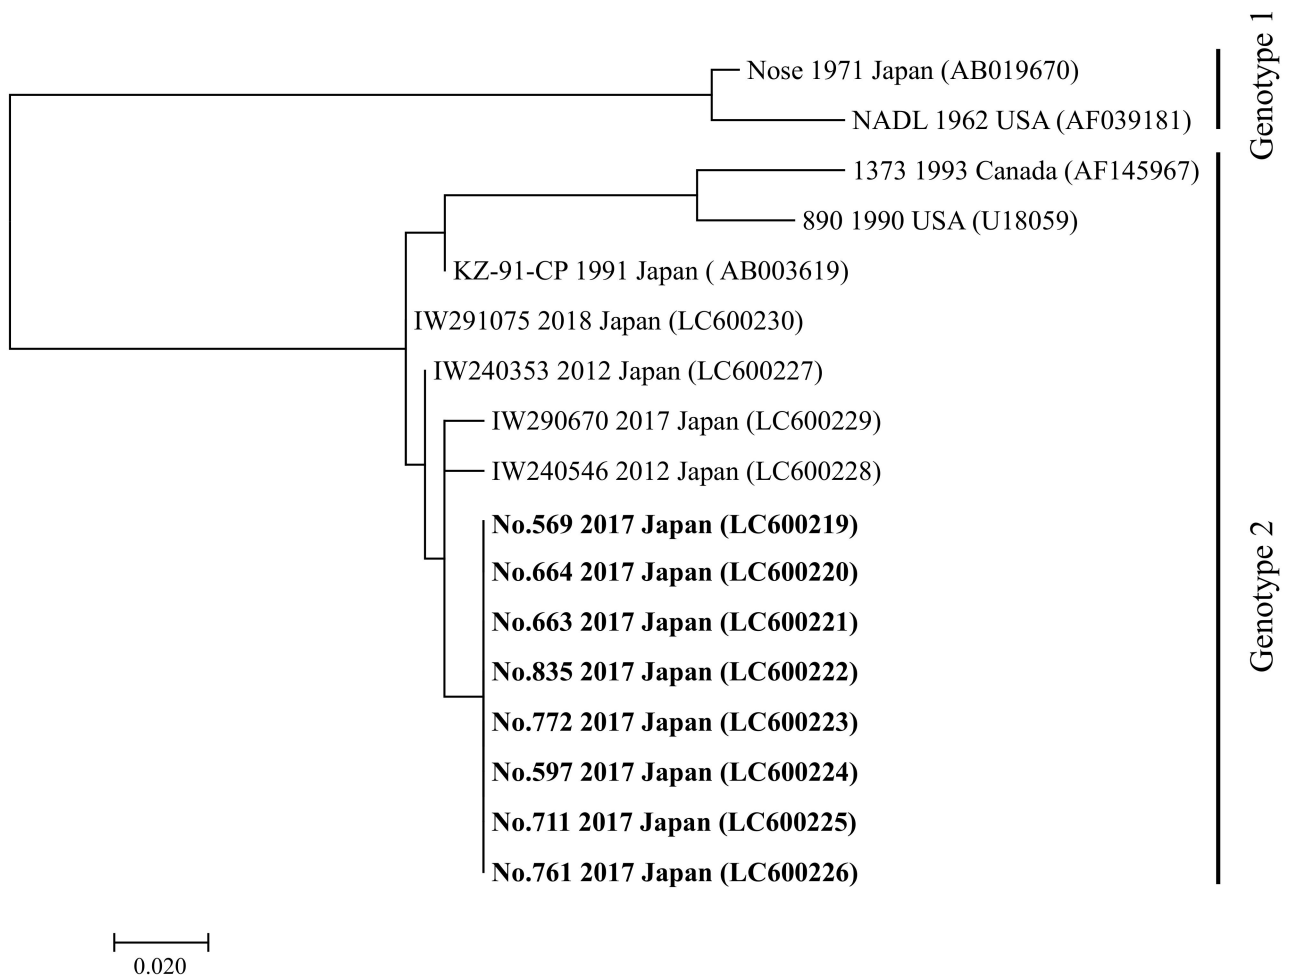 Nose 1971 Japan (AB019670)
NADL 1962 USA (AF039181)
Genotype 1
1373 1993 Canada (AF145967)
890 1990 USA (U18059)
KZ-91-CP 1991 Japan ( AB003619)
IW291075 2018 Japan (LC600230)
IW240353 2012 Japan (LC600227)
IW290670 2017 Japan (LC600229)
IW240546 2012 Japan (LC600228)
No.569 2017 Japan (LC600219)
No.664 2017 Japan (LC600220)
No.663 2017 Japan (LC600221)
No.835 2017 Japan (LC600222)
No.772 2017 Japan (LC600223)
No.597 2017 Japan (LC600224)
No.711 2017 Japan (LC600225)
No.761 2017 Japan (LC600226)
Genotype 2
0.020